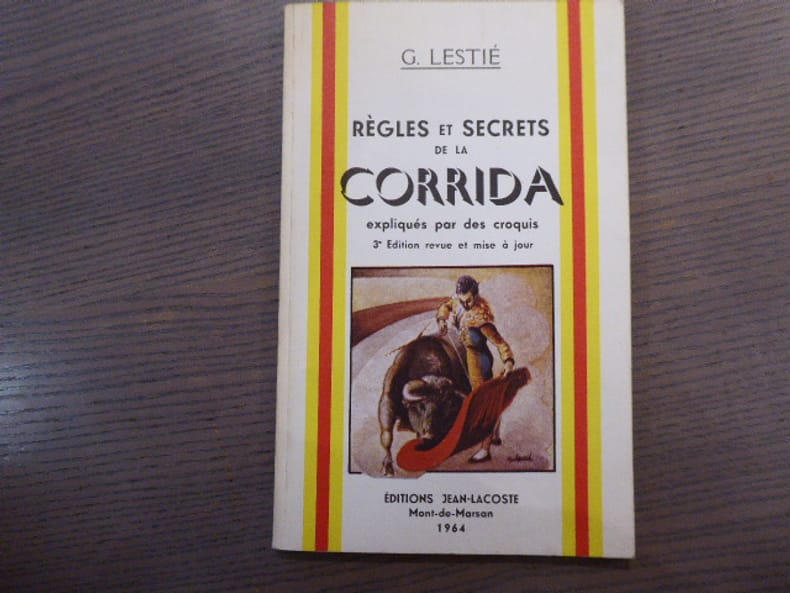 G. LESTIÉ
RÈGLES ET SECRETS
DE LA
CORRIDA
expliqués par des croquis
3e Edition revue et mise à jour
ÉDITIONS JEAN-LACOSTE
Mont-de-Marsan
1964